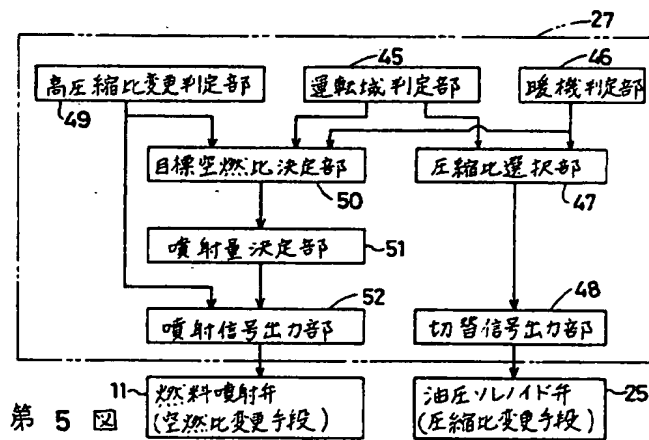 27
45
46
高圧縮比変更判定部
運転域判定部
暖機判定部
49
目標空燃比決定部
圧縮比選択部
50
47
噴射量決定部
51
52
48
噴射信号出力部
切替信号出力部
11
燃料噴射弁
(空燃比変更手段)
油圧ソレノイド弁
(圧縮比変更手段)
25
第5図